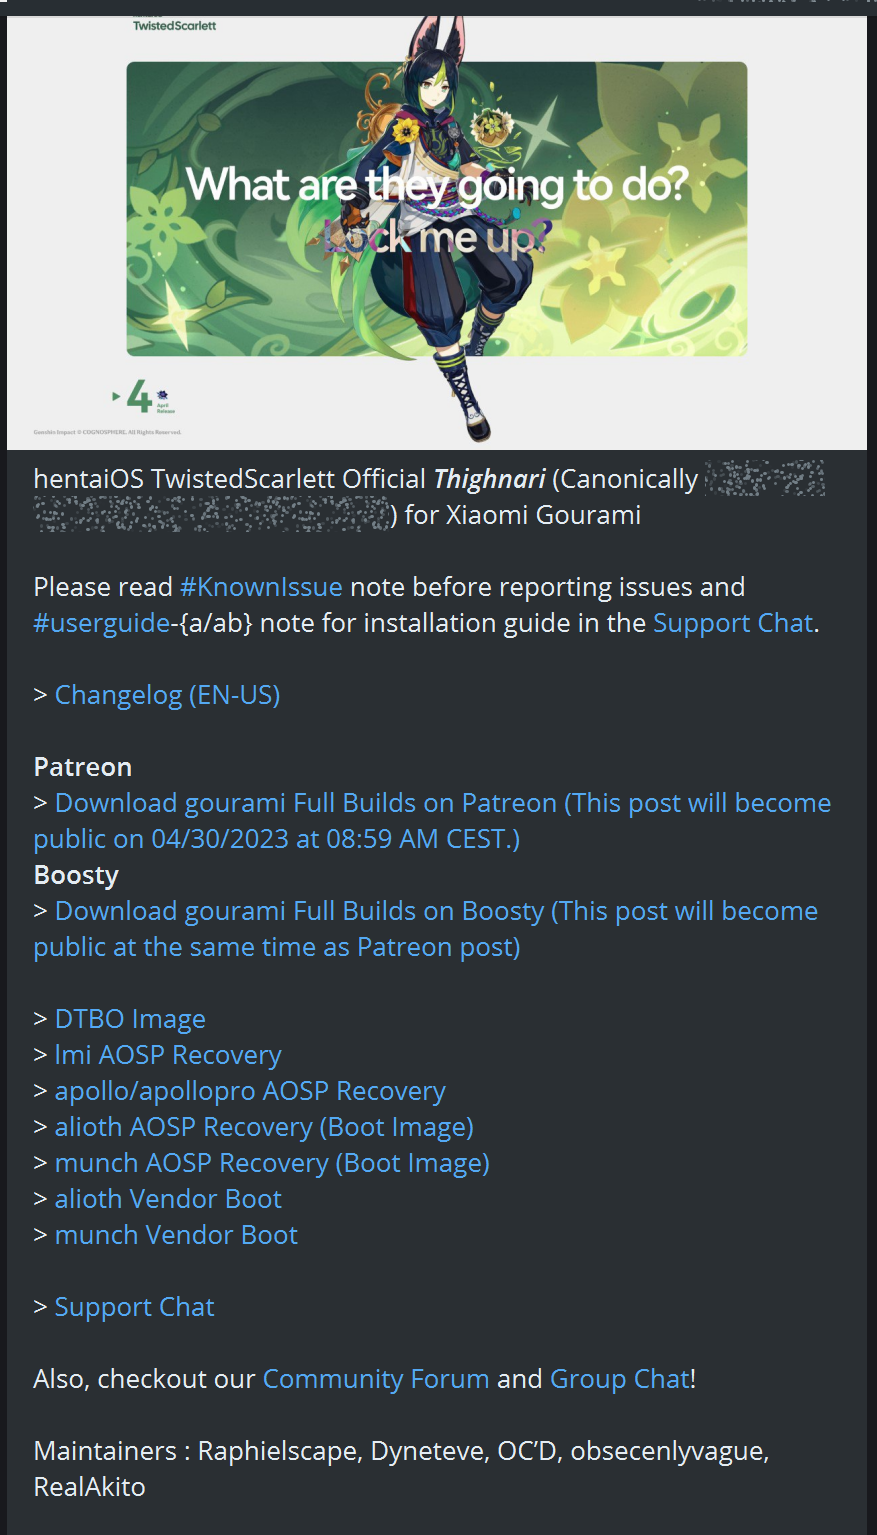 TwistedScarlett
What are they going to do?
Lock me up?
4
April
Release
Genshin Impact © COGNOSPHERE. All Rights Reserved.
hentaiOS TwistedScarlett Official Thighnari (Canonically
) for Xiaomi Gourami
Please read #KnownIssue note before reporting issues and
#userguide-{a/ab} note for installation guide in the Support Chat.
> Changelog (EN-US)
Patreon
> Download gourami Full Builds on Patreon (This post will become
public on 04/30/2023 at 08:59 AM CEST.)
Boosty
> Download gourami Full Builds on Boosty (This post will become
public at the same time as Patreon post)
> DTBO Image
> lmi AOSP Recovery
> apollo/apollopro AOSP Recovery
> alioth AOSP Recovery (Boot Image)
> munch AOSP Recovery (Boot Image)
> alioth Vendor Boot
> munch Vendor Boot
> Support Chat
Also, checkout our Community Forum and Group Chat!
Maintainers : Raphielscape, Dyneteve, OC’D, obsecenlyvague,
RealAkito